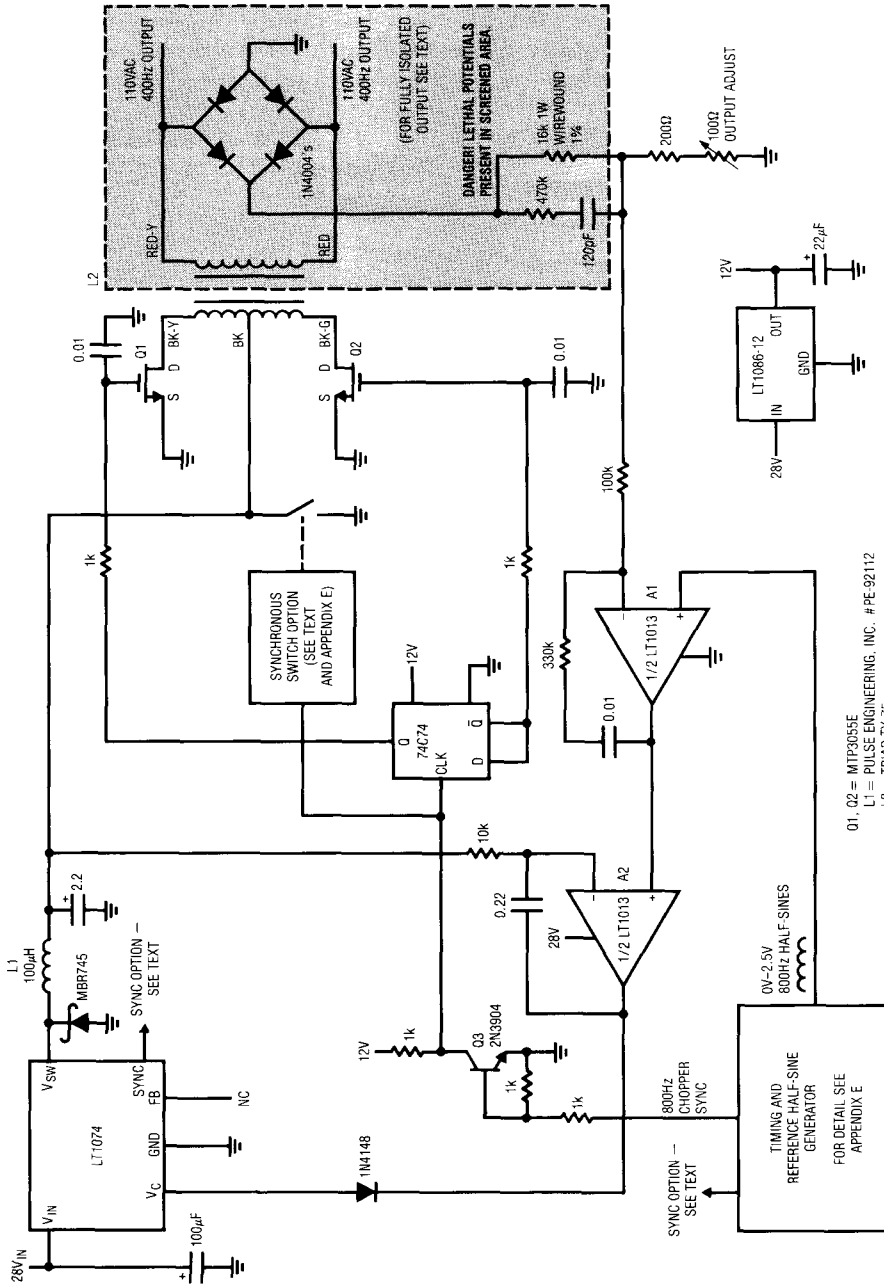 28VIN
100µF
+
VIN
VSW
LT1074
VC
GND
FB
SYNC
NC
SYNC OPTION —
SEE TEXT
MBR745
L1
100µH
+
2.2
1N4148
1k
0.01
Q1
D
S
BK-Y
BK
BK-G
D
S
Q2
0.01
1k
L2
RED-Y
RED
110VAC
400Hz OUTPUT
110VAC
400Hz OUTPUT
1N4004's
(FOR FULLY ISOLATED
OUTPUT SEE TEXT)
DANGER! LETHAL POTENTIALS
PRESENT IN SCREENED AREA.
470k
120pF
16k 1W
WIREWOUND
1%
200Ω
100Ω
OUTPUT ADJUST
SYNCHRONOUS
SWITCH OPTION
(SEE TEXT
AND APPENDIX E)
12V
Q
74C74
CLK
D
Q̅
12V
1k
Q3
2N3904
1k
1k
800Hz
CHOPPER
SYNC
10k
0.22
28V
−
A2
1/2 LT1013
+
330k
0.01
100k
−
A1
1/2 LT1013
+
SYNC OPTION —
SEE TEXT
TIMING AND
REFERENCE HALF-SINE
GENERATOR
FOR DETAIL SEE
APPENDIX E
0V–2.5V
800Hz HALF-SINES
28V
IN
LT1086-12
OUT
GND
12V
+
22µF
Q1, Q2 = MTP3055E
L1 = PULSE ENGINEERING, INC. #PE-92112